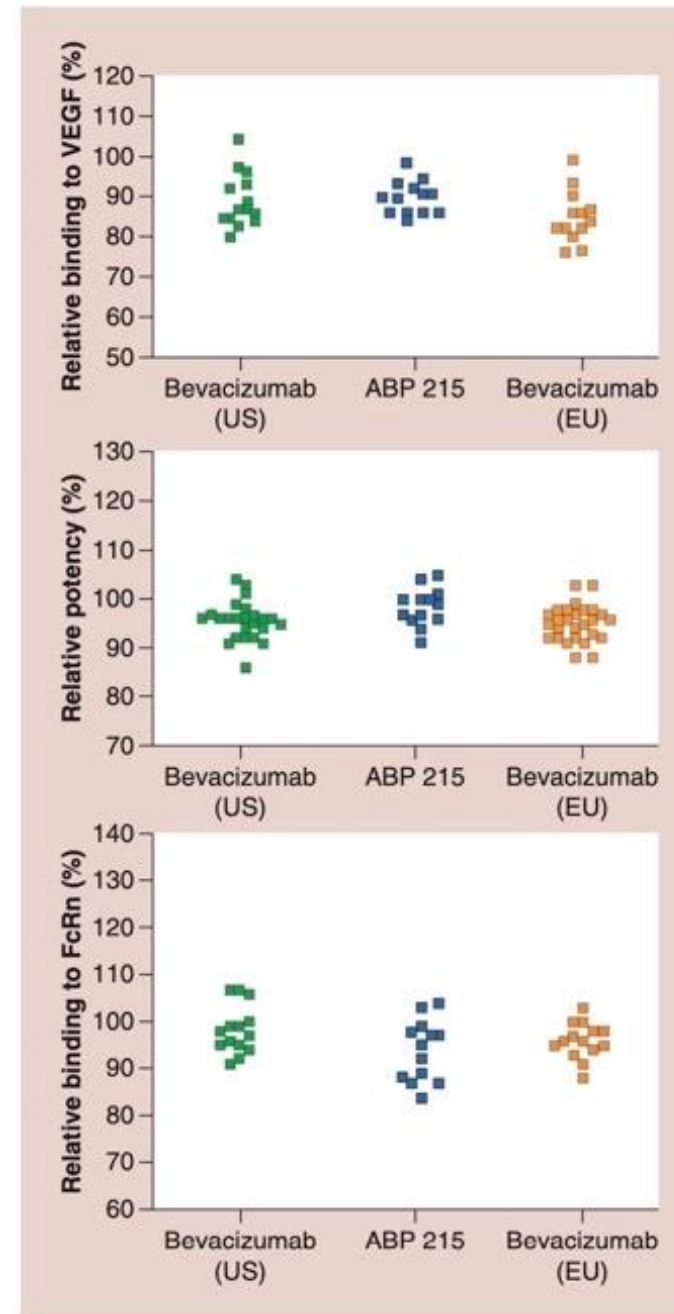 Relative binding to VEGF (%)
120
110
100
90
80
70
60
50
Bevacizumab
(US)
ABP 215
Bevacizumab
(EU)
Relative potency (%)
130
120
110
100
90
80
70
Bevacizumab
(US)
ABP 215
Bevacizumab
(EU)
Relative binding to FcRn (%)
140
130
120
110
100
90
80
70
60
Bevacizumab
(US)
ABP 215
Bevacizumab
(EU)